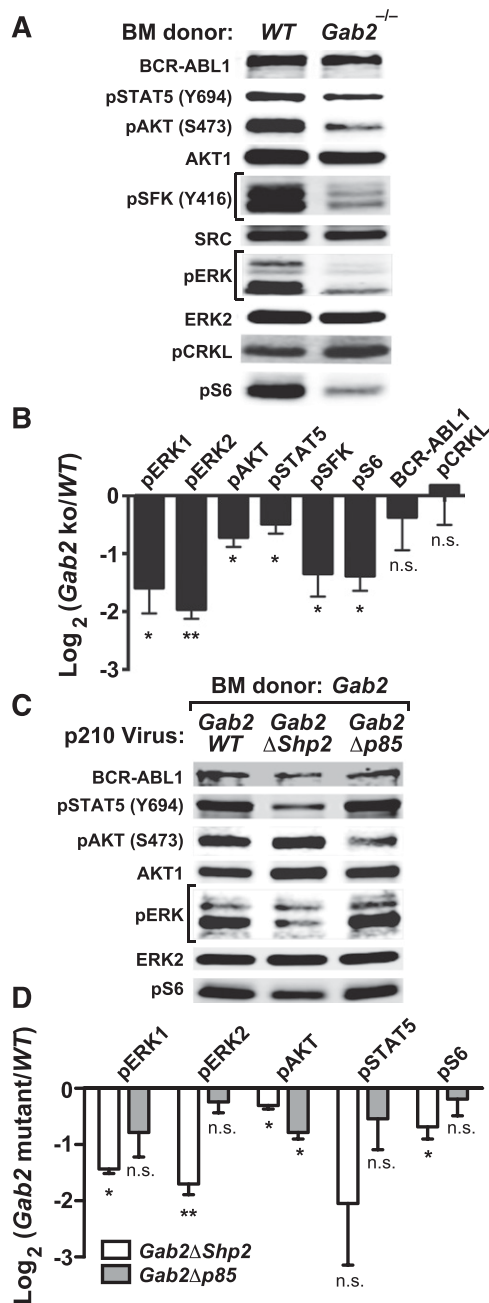 A
BM donor: WT Gab2–/–
BCR-ABL1
pSTAT5 (Y694)
pAKT (S473)
AKT1
pSFK (Y416)
SRC
pERK
ERK2
pCRKL
pS6
B
pERK1 pERK2 pAKT pSTAT5 pSFK pS6 BCR-ABL1 pCRKL
Log2 (Gab2 ko/WT)
0
-1
-2
-3
* ** * * * * n.s. n.s.
C
BM donor: Gab2
p210 Virus: Gab2 WT Gab2 ΔShp2 Gab2 Δp85
BCR-ABL1
pSTAT5 (Y694)
pAKT (S473)
AKT1
pERK
ERK2
pS6
D
pERK1 pERK2 pAKT pSTAT5 pS6
Log2 (Gab2 mutant/WT)
0
-1
-2
-3
* n.s. ** n.s. * * n.s. n.s. * n.s.
Gab2ΔShp2
Gab2Δp85